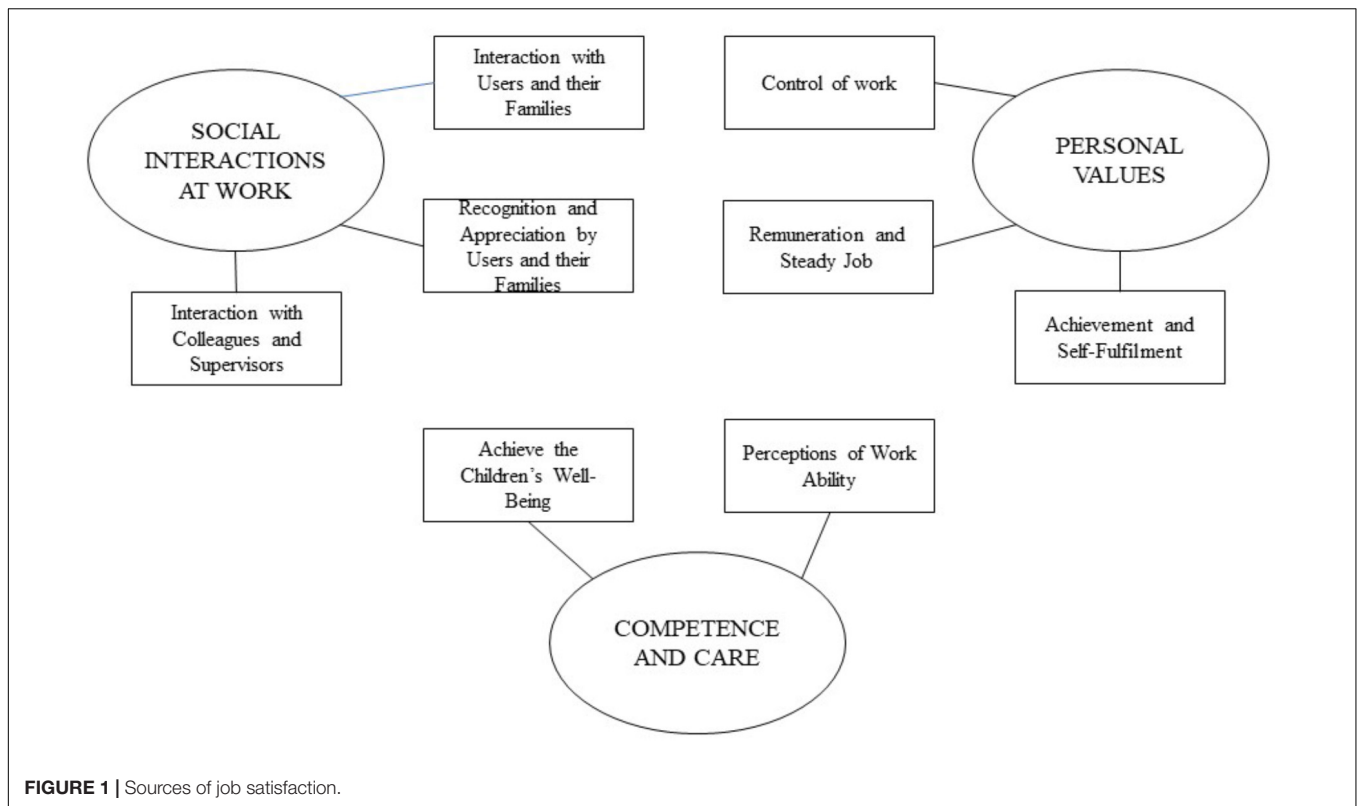 SOCIAL
INTERACTIONS
AT WORK
Interaction with
Users and their
Families
Recognition and
Appreciation by
Users and their
Families
Interaction with
Colleagues and
Supervisors
Control of work
PERSONAL
VALUES
Remuneration and
Steady Job
Achievement and
Self-Fulfilment
Achieve the
Children's Well-
Being
Perceptions of Work
Ability
COMPETENCE
AND CARE
FIGURE 1 | Sources of job satisfaction.